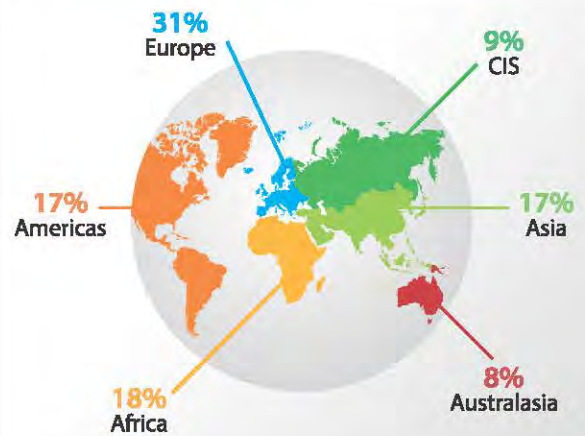 31%
Europe
9%
CIS
17%
Americas
17%
Asia
18%
Africa
8%
Australasia